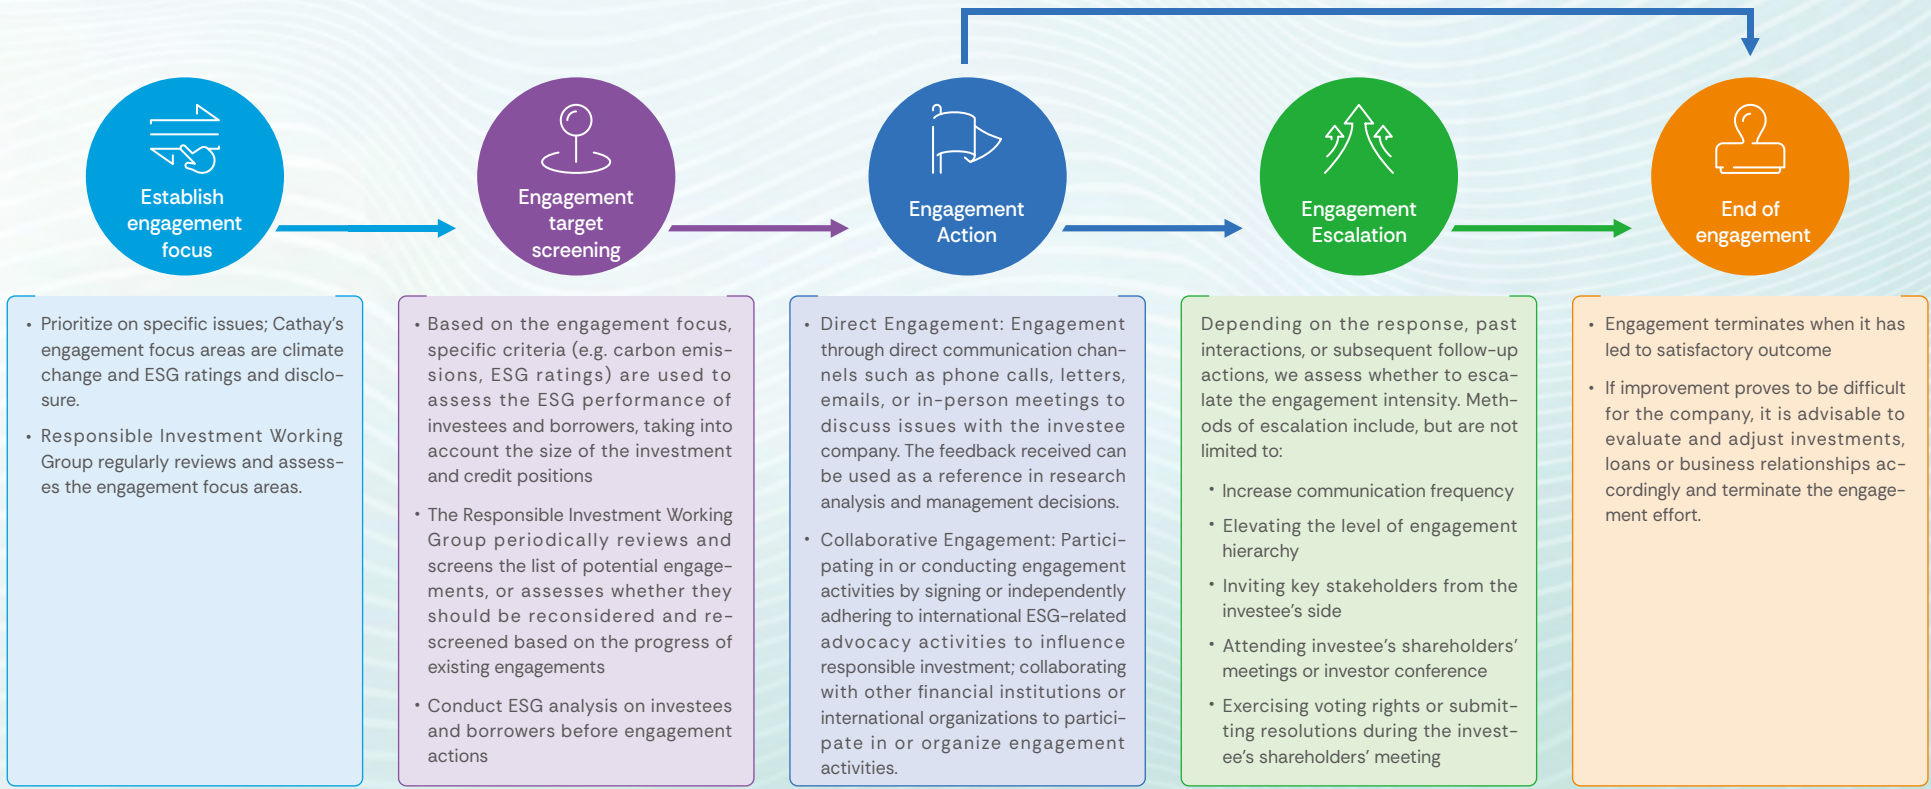 Establish
engagement
focus
Engagement
target
screening
Engagement
Action
Engagement
Escalation
End of
engagement
• Prioritize on specific issues; Cathay's
engagement focus areas are climate
change and ESG ratings and disclo-
sure.
• Responsible Investment Working
Group regularly reviews and assess-
es the engagement focus areas.
• Based on the engagement focus,
specific criteria (e.g. carbon emis-
sions, ESG ratings) are used to
assess the ESG performance of
investees and borrowers, taking into
account the size of the investment
and credit positions
• The Responsible Investment Working
Group periodically reviews and
screens the list of potential engage-
ments, or assesses whether they
should be reconsidered and re-
screened based on the progress of
existing engagements
• Conduct ESG analysis on investees
and borrowers before engagement
actions
• Direct Engagement: Engagement
through direct communication chan-
nels such as phone calls, letters,
emails, or in-person meetings to
discuss issues with the investee
company. The feedback received can
be used as a reference in research
analysis and management decisions.
• Collaborative Engagement: Partici-
pating in or conducting engagement
activities by signing or independently
adhering to international ESG-related
advocacy activities to influence
responsible investment; collaborating
with other financial institutions or
international organizations to partici-
pate in or organize engagement
activities.
Depending on the response, past
interactions, or subsequent follow-up
actions, we assess whether to esca-
late the engagement intensity. Meth-
ods of escalation include, but are not
limited to:
• Increase communication frequency
• Elevating the level of engagement
hierarchy
• Inviting key stakeholders from the
investee's side
• Attending investee's shareholders'
meetings or investor conference
• Exercising voting rights or submit-
ting resolutions during the invest-
ee's shareholders' meeting
• Engagement terminates when it has
led to satisfactory outcome
• If improvement proves to be difficult
for the company, it is advisable to
evaluate and adjust investments,
loans or business relationships ac-
cordingly and terminate the engage-
ment effort.